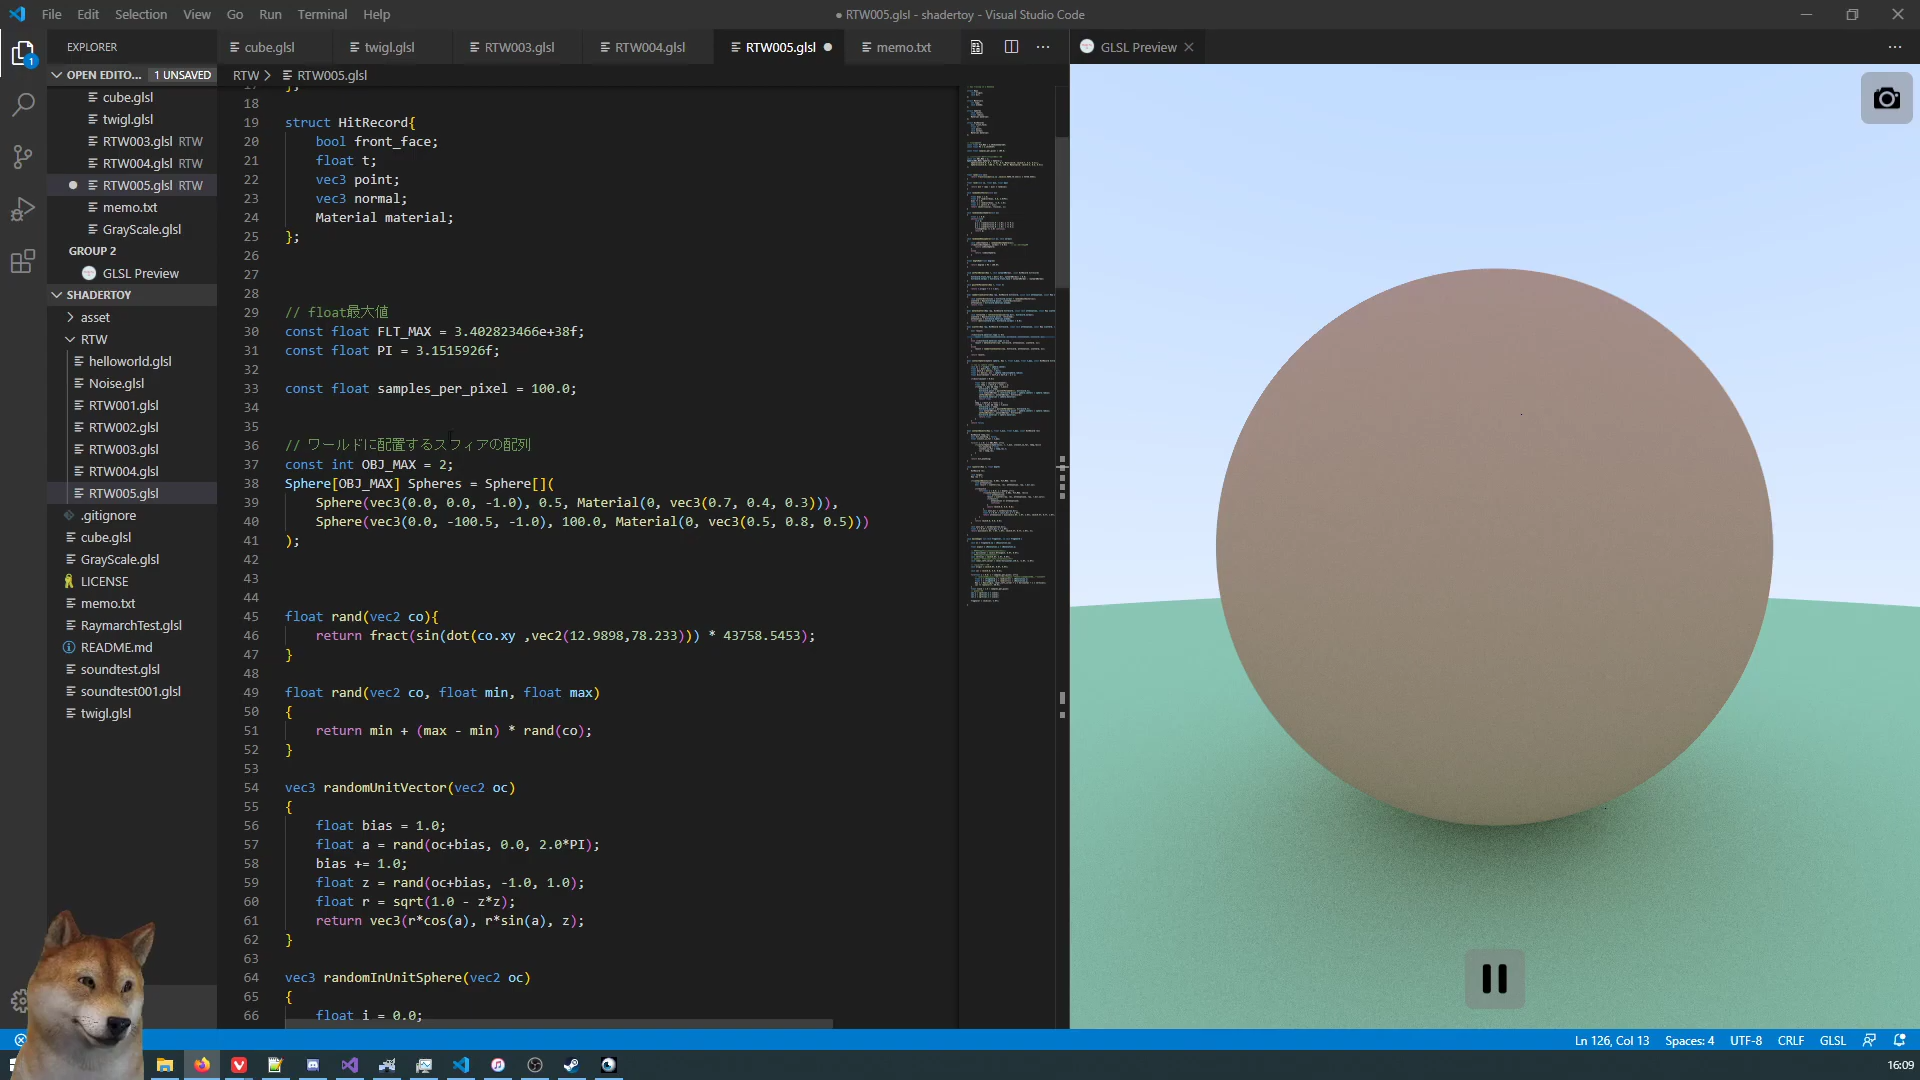 File Edit Selection View Go Run Terminal Help
● RTW005.glsl - shadertoy - Visual Studio Code
EXPLORER
cube.glsl
twigl.glsl
RTW003.glsl
RTW004.glsl
RTW005.glsl
memo.txt
GLSL Preview
OPEN EDITO... 1 UNSAVED
RTW
RTW005.glsl
cube.glsl
twigl.glsl
RTW003.glsl RTW
RTW004.glsl RTW
RTW005.glsl RTW
memo.txt
GrayScale.glsl
GROUP 2
GLSL Preview
SHADERTOY
asset
RTW
helloworld.glsl
Noise.glsl
RTW001.glsl
RTW002.glsl
RTW003.glsl
RTW004.glsl
RTW005.glsl
.gitignore
cube.glsl
GrayScale.glsl
LICENSE
memo.txt
RaymarchTest.glsl
README.md
soundtest.glsl
soundtest001.glsl
twigl.glsl
1
17 };
18
19 struct HitRecord{
20 bool front_face;
21 float t;
22 vec3 point;
23 vec3 normal;
24 Material material;
25 };
26
27
28
29 // float最大値
30 const float FLT_MAX = 3.402823466e+38f;
31 const float PI = 3.1515926f;
32
33 const float samples_per_pixel = 100.0;
34
35
36 // ワールドに配置するスフィアの配列
37 const int OBJ_MAX = 2;
38 Sphere[OBJ_MAX] Spheres = Sphere[](
39 Sphere(vec3(0.0, 0.0, -1.0), 0.5, Material(0, vec3(0.7, 0.4, 0.3))),
40 Sphere(vec3(0.0, -100.5, -1.0), 100.0, Material(0, vec3(0.5, 0.8, 0.5)))
41 );
42
43
44
45 float rand(vec2 co){
46 return fract(sin(dot(co.xy ,vec2(12.9898,78.233))) * 43758.5453);
47 }
48
49 float rand(vec2 co, float min, float max)
50 {
51 return min + (max - min) * rand(co);
52 }
53
54 vec3 randomUnitVector(vec2 oc)
55 {
56 float bias = 1.0;
57 float a = rand(oc+bias, 0.0, 2.0*PI);
58 bias += 1.0;
59 float z = rand(oc+bias, -1.0, 1.0);
60 float r = sqrt(1.0 - z*z);
61 return vec3(r*cos(a), r*sin(a), z);
62 }
63
64 vec3 randomInUnitSphere(vec2 oc)
65 {
66 float i = 0.0;
Ln 126, Col 13 Spaces: 4 UTF-8 CRLF GLSL
16:09